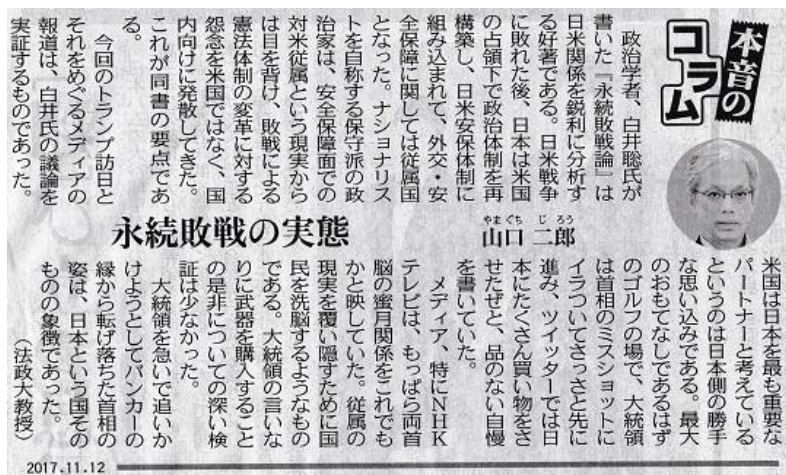 本音の
コラム
政治学者、白井聡氏が
書いた『永続敗戦論』は
日米関係を鋭利に分析す
る好著である。日米戦争
に敗れた後、日本は米国
の占領下で政治体制を再
構築し、日米安保体制に
組み込まれて、外交・安
全保障に関しては従属国
となった。ナショナリス
トを自称する保守派の政
治家は、安全保障面での
対米従属という現実から
は目を背け、敗戦による
憲法体制の変革に対する
怨念を米国ではなく、国
内向けに発散してきた。
これが同書の要点であ
る。
今回のトランプ訪日と
それをめぐるメディアの
報道は、白井氏の議論を
実証するものであった。
永続敗戦の実態
やまぐち じろう
山口 二郎
米国は日本を最も重要な
パートナーと考えている
というのは日本側の勝手
な思い込みである。最大
のおもてなしであるはず
のゴルフの場で、大統領
は首相のミスショットに
イラついてさっさと先に
進み、ツイッターでは日
本にたくさん買い物をさ
せたぜと、品のない自慢
を書いていた。
メディア、特にNHK
テレビは、もっぱら両首
脳の蜜月関係をこれでも
かと映していた。従属の
現実を覆い隠すために国
民を洗脳するようなもの
である。大統領の言いな
りに武器を購入すること
の是非についての深い検
証は少なかった。
大統領を急いで追いか
けようとしてバンカーの
縁から転げ落ちた首相の
姿は、日本という国その
ものの象徴であった。
(法政大教授)
2017.11.12